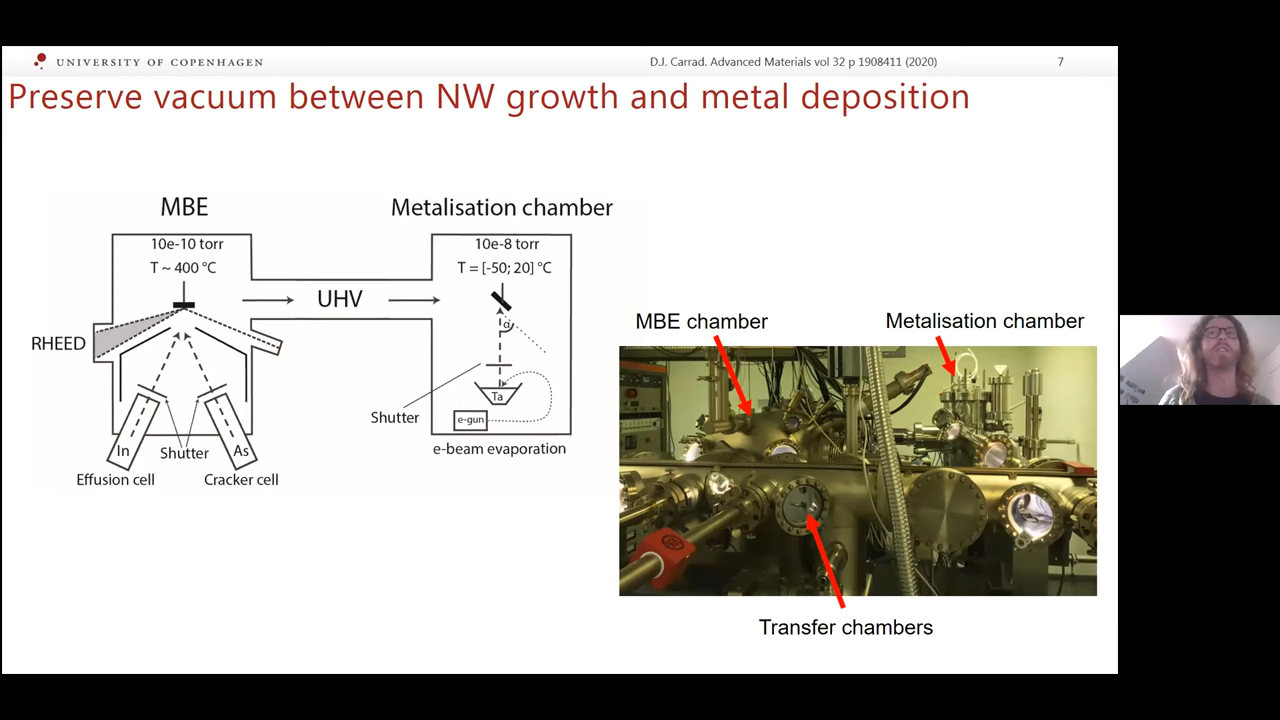 UNIVERSITY OF COPENHAGEN
D.J. Carrad. Advanced Materials vol 32 p 1908411 (2020)
7
Preserve vacuum between NW growth and metal deposition
MBE
Metalisation chamber
10e-10 torr
T ~ 400 °C
10e-8 torr
T = [-50; 20] °C
UHV
RHEED
α
Shutter
Ta
e-gun
e-beam evaporation
In
Shutter
As
Effusion cell
Cracker cell
MBE chamber
Metalisation chamber
Transfer chambers